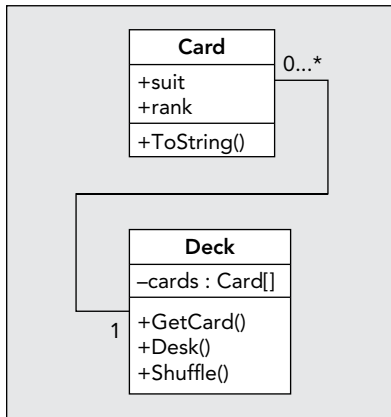 Card
0...*
+suit
+rank
+ToString()
Deck
–cards : Card[]
1
+GetCard()
+Desk()
+Shuffle()